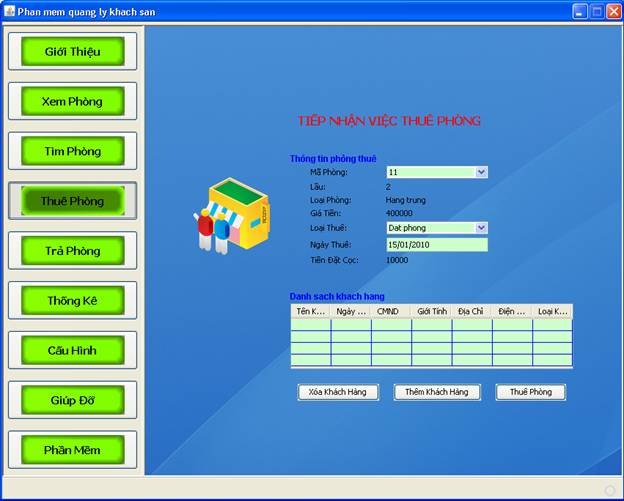 Phan mem quang ly khach san
Giới Thiệu
Xem Phòng
Tìm Phòng
Thuê Phòng
Trả Phòng
Thống Kê
Cấu Hình
Giúp Đỡ
Phần Mềm
TIẾP NHẬN VIỆC THUÊ PHÒNG
Thông tin phòng thuê
Mã Phòng: 11
Lầu: 2
Loại Phòng: Hang trung
Giá Tiền: 400000
Loại Thuê: Dat phong
Ngày Thuê: 15/01/2010
Tiền Đặt Cọc: 10000
Danh sach khach hang
Tên K... Ngày ... CMND Giới Tính Địa Chỉ Điện ... Loại K...
Xóa Khách Hàng Thêm Khách Hàng Thuê Phòng